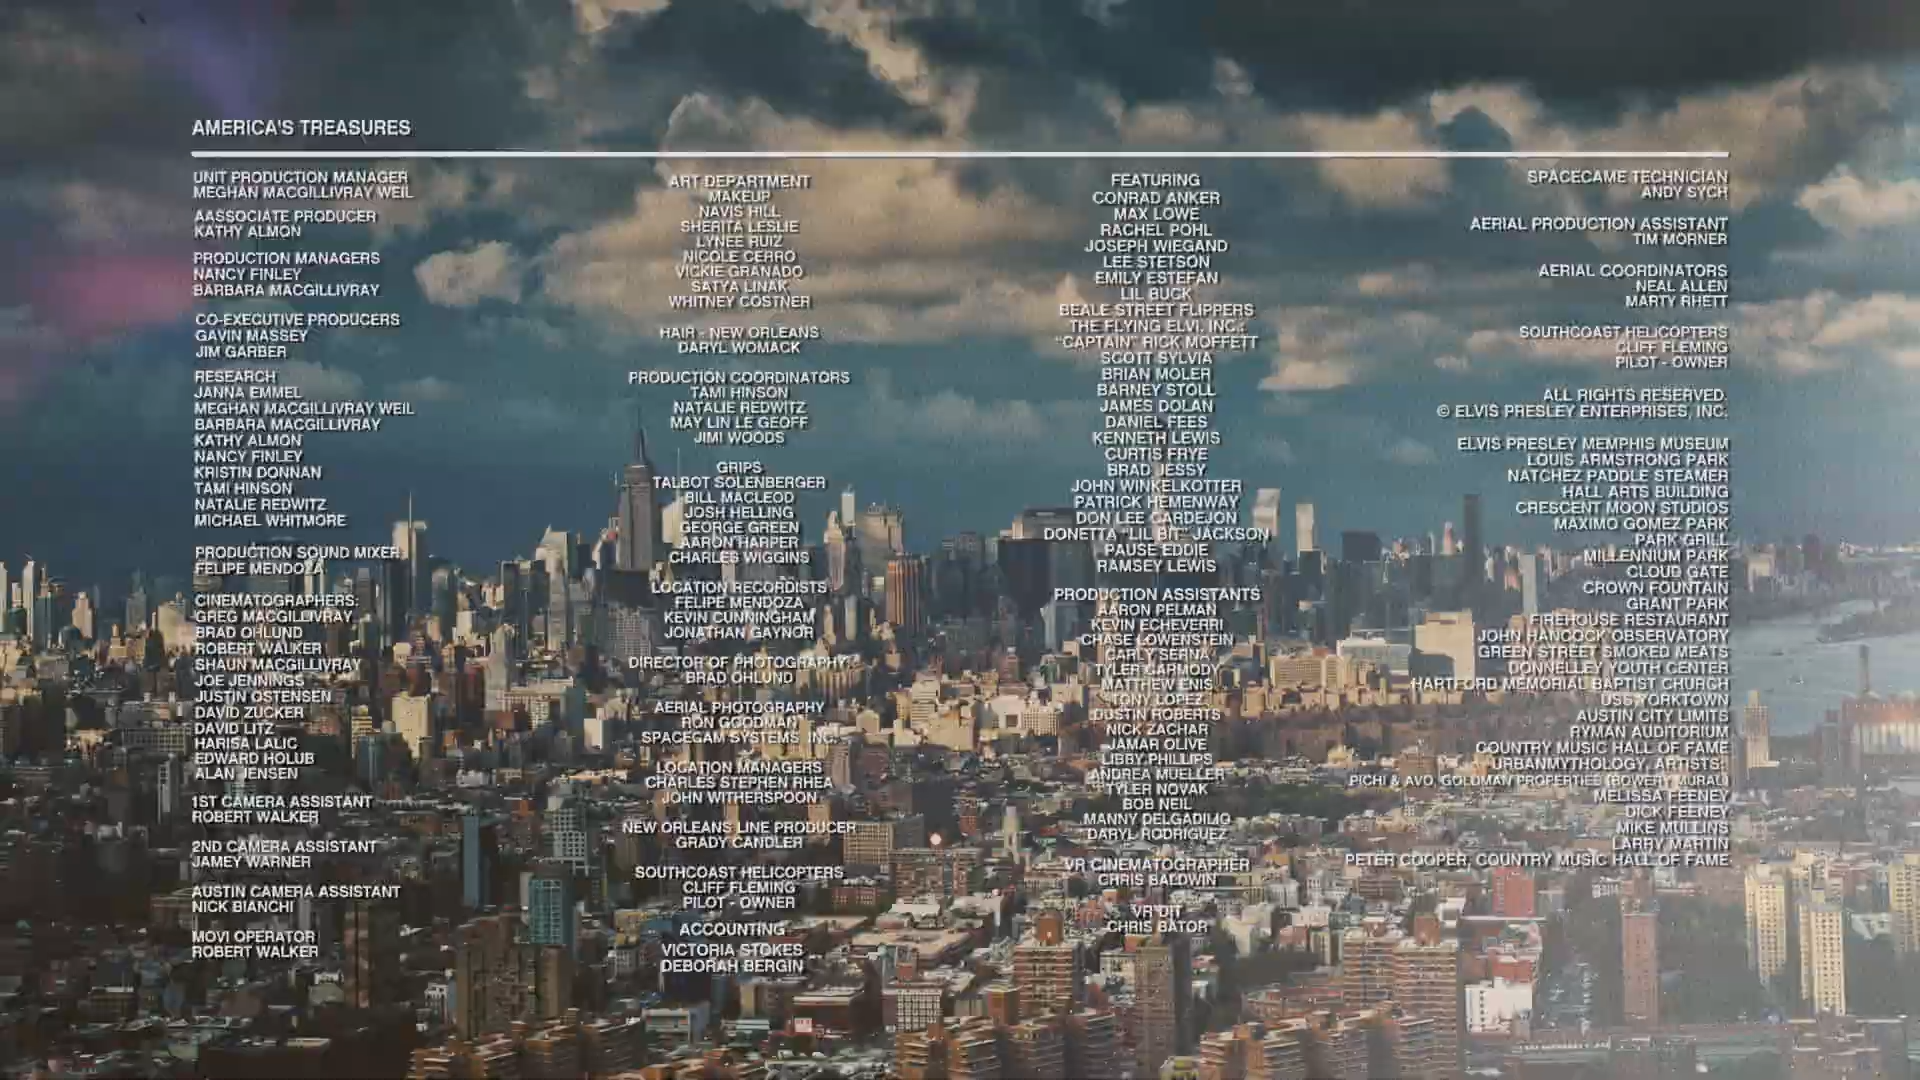 AMERICA'S TREASURES
UNIT PRODUCTION MANAGER
MEGHAN MACGILLIVRAY WEIL
AASSOCIATE PRODUCER
KATHY ALMON
PRODUCTION MANAGERS
NANCY FINLEY
BARBARA MACGILLIVRAY
CO-EXECUTIVE PRODUCERS
GAVIN MASSEY
JIM GARBER
RESEARCH
JANNA EMMEL
MEGHAN MACGILLIVRAY WEIL
BARBARA MACGILLIVRAY
KATHY ALMON
NANCY FINLEY
KRISTIN DONNAN
TAMI HINSON
NATALIE REDWITZ
MICHAEL WHITMORE
PRODUCTION SOUND MIXER
FELIPE MENDOZA
CINEMATOGRAPHERS:
GREG MACGILLIVRAY
BRAD OHLUND
ROBERT WALKER
SHAUN MACGILLIVRAY
JOE JENNINGS
JUSTIN OSTENSEN
DAVID ZUCKER
DAVID LITZ
HARISA LALIC
EDWARD HOLUB
ALAN JENSEN
1ST CAMERA ASSISTANT
ROBERT WALKER
2ND CAMERA ASSISTANT
JAMEY WARNER
AUSTIN CAMERA ASSISTANT
NICK BIANCHI
MOVI OPERATOR
ROBERT WALKER
ART DEPARTMENT
MAKEUP
NAVIS HILL
SHERITA LESLIE
LYNEE RUIZ
NICOLE CERRO
VICKIE GRANADO
SATYA LINAK
WHITNEY COSTNER
HAIR - NEW ORLEANS
DARYL WOMACK
PRODUCTION COORDINATORS
TAMI HINSON
NATALIE REDWITZ
MAY LIN LE GEOFF
JIMI WOODS
GRIPS
TALBOT SOLENBERGER
BILL MACLEOD
JOSH HELLING
GEORGE GREEN
AARON HARPER
CHARLES WIGGINS
LOCATION RECORDISTS
FELIPE MENDOZA
KEVIN CUNNINGHAM
JONATHAN GAYNOR
DIRECTOR OF PHOTOGRAPHY:
BRAD OHLUND
AERIAL PHOTOGRAPHY
RON GOODMAN
SPACECAM SYSTEMS, INC.
LOCATION MANAGERS
CHARLES STEPHEN RHEA
JOHN WITHERSPOON
NEW ORLEANS LINE PRODUCER
GRADY CANDLER
SOUTHCOAST HELICOPTERS
CLIFF FLEMING
PILOT - OWNER
ACCOUNTING
VICTORIA STOKES
DEBORAH BERGIN
FEATURING
CONRAD ANKER
MAX LOWE
RACHEL POHL
JOSEPH WIEGAND
LEE STETSON
EMILY ESTEFAN
LIL BUCK
BEALE STREET FLIPPERS
THE FLYING ELVI, INC.:
"CAPTAIN" RICK MOFFETT
SCOTT SYLVIA
BRIAN MOLER
BARNEY STOLL
JAMES DOLAN
DANIEL FEES
KENNETH LEWIS
CURTIS FRYE
BRAD JESSY
JOHN WINKELKOTTER
PATRICK HEMENWAY
DON LEE CARDEJON
DONETTA "LIL BIT" JACKSON
PAUSE EDDIE
RAMSEY LEWIS
PRODUCTION ASSISTANTS
AARON PELMAN
KEVIN ECHEVERRI
CHASE LOWENSTEIN
CARLY SERNA
TYLER CARMODY
MATTHEW ENIS
TONY LOPEZ
DUSTIN ROBERTS
NICK ZACHAR
JAMAR OLIVE
LIBBY PHILLIPS
ANDREA MUELLER
TYLER NOVAK
BOB NEIL
MANNY DELGADILIO
DARYL RODRIGUEZ
VR CINEMATOGRAPHER
CHRIS BALDWIN
VR DIT
CHRIS BATOR
SPACECAME TECHNICIAN
ANDY SYCH
AERIAL PRODUCTION ASSISTANT
TIM MORNER
AERIAL COORDINATORS
NEAL ALLEN
MARTY RHETT
SOUTHCOAST HELICOPTERS
CLIFF FLEMING
PILOT - OWNER
ALL RIGHTS RESERVED.
© ELVIS PRESLEY ENTERPRISES, INC.
ELVIS PRESLEY MEMPHIS MUSEUM
LOUIS ARMSTRONG PARK
NATCHEZ PADDLE STEAMER
HALL ARTS BUILDING
CRESCENT MOON STUDIOS
MAXIMO GOMEZ PARK
PARK GRILL
MILLENNIUM PARK
CLOUD GATE
CROWN FOUNTAIN
GRANT PARK
FIREHOUSE RESTAURANT
JOHN HANCOCK OBSERVATORY
GREEN STREET SMOKED MEATS
DONNELLEY YOUTH CENTER
HARTFORD MEMORIAL BAPTIST CHURCH
USS YORKTOWN
AUSTIN CITY LIMITS
RYMAN AUDITORIUM
COUNTRY MUSIC HALL OF FAME
URBANMYTHOLOGY, ARTISTS:
PICHI & AVO, GOLDMAN PROPERTIES (BOWERY MURAL)
MELISSA FEENEY
DICK FEENEY
MIKE MULLINS
LARRY MARTIN
PETER COOPER, COUNTRY MUSIC HALL OF FAME